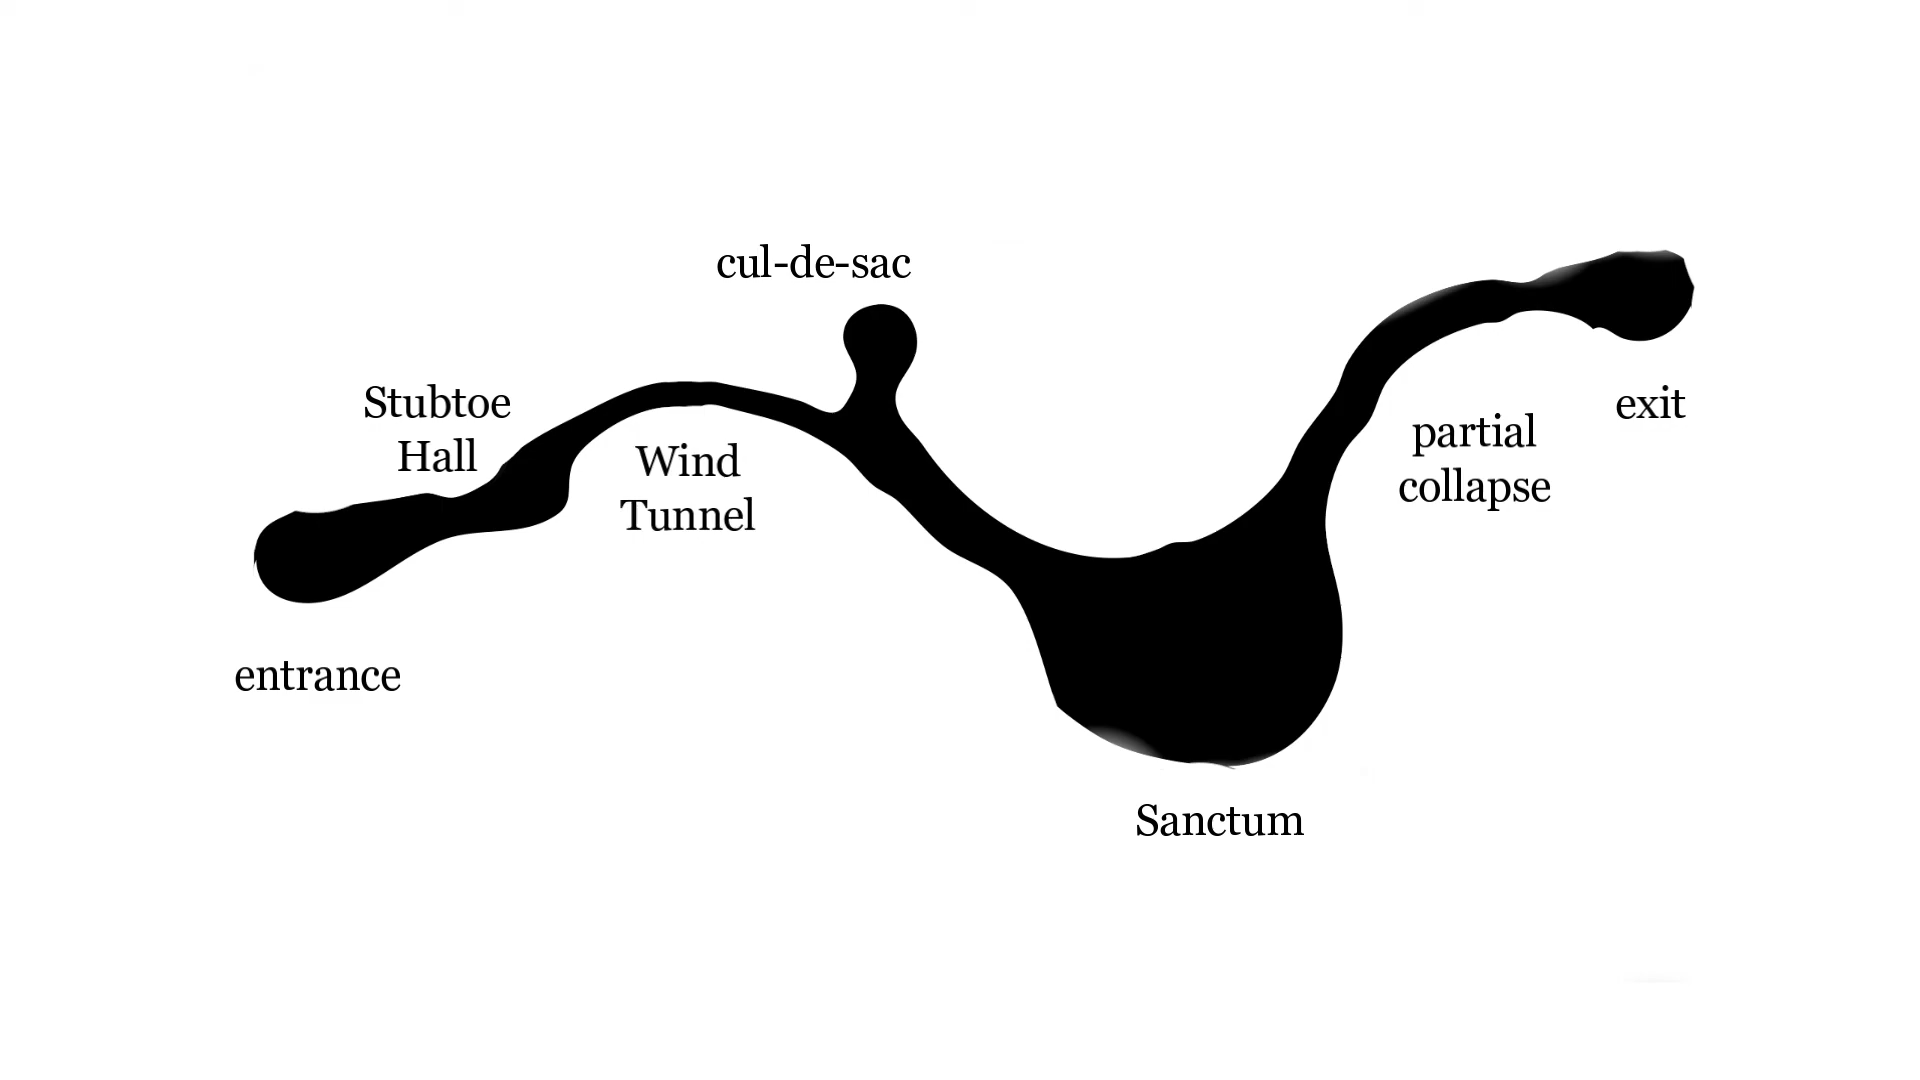 cul-de-sac
Stubtoe
Hall
Wind
Tunnel
exit
partial
collapse
entrance
Sanctum